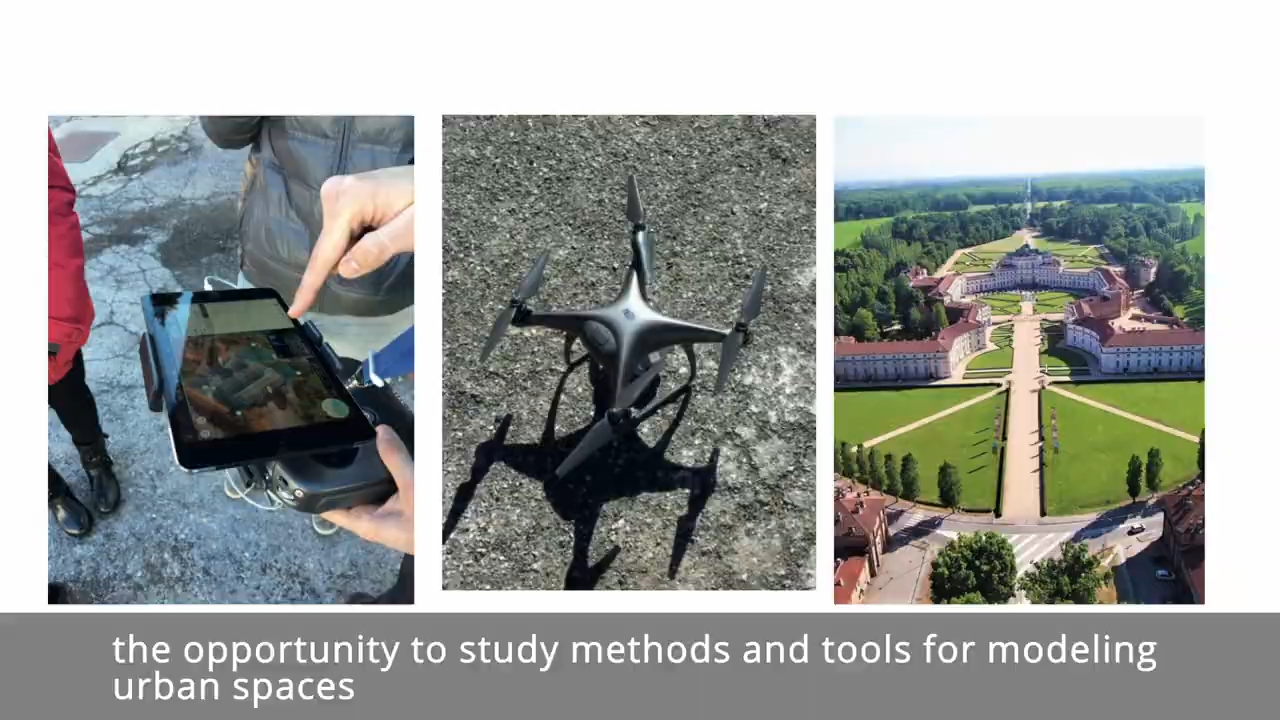 the opportunity to study methods and tools for modeling
urban spaces